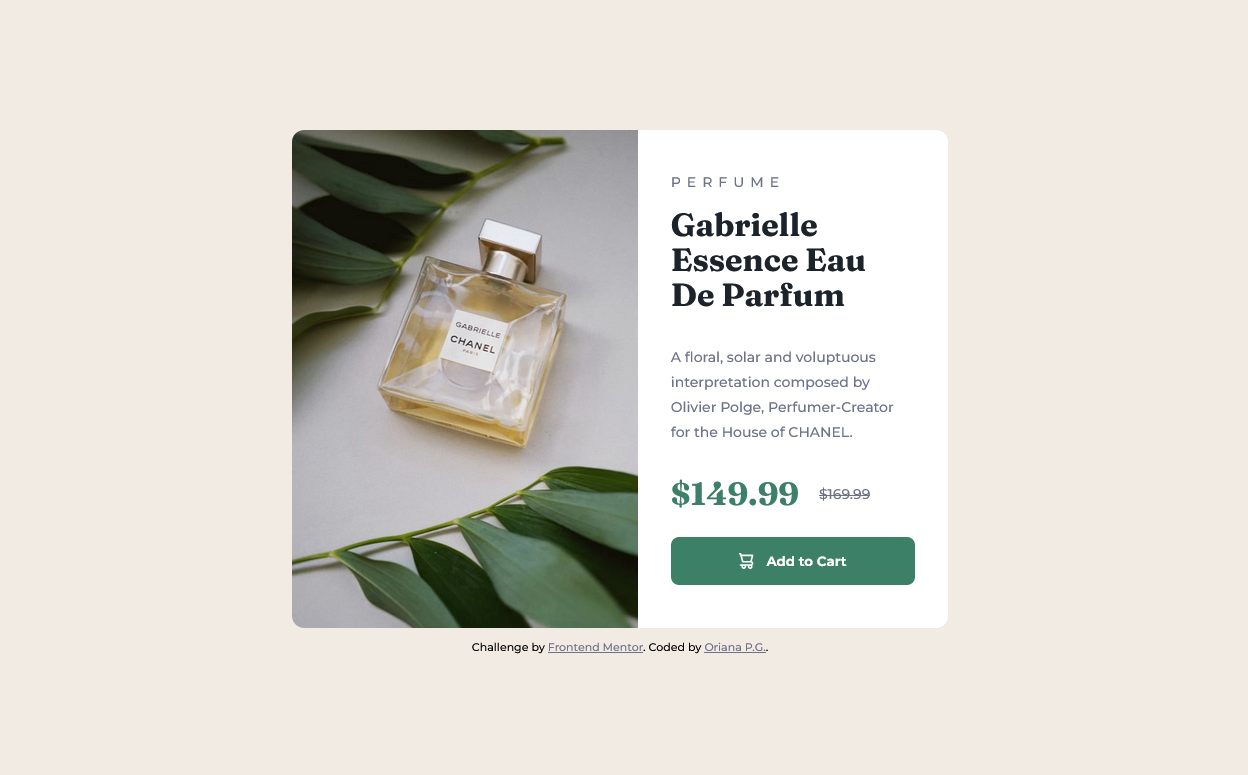 GABRIELLE
CHANEL
PARIS
PERFUME
Gabrielle
Essence Eau
De Parfum
A floral, solar and voluptuous
interpretation composed by
Olivier Polge, Perfumer-Creator
for the House of CHANEL.
$149.99 $169.99
Add to Cart
Challenge by Frontend Mentor. Coded by Oriana P.G..